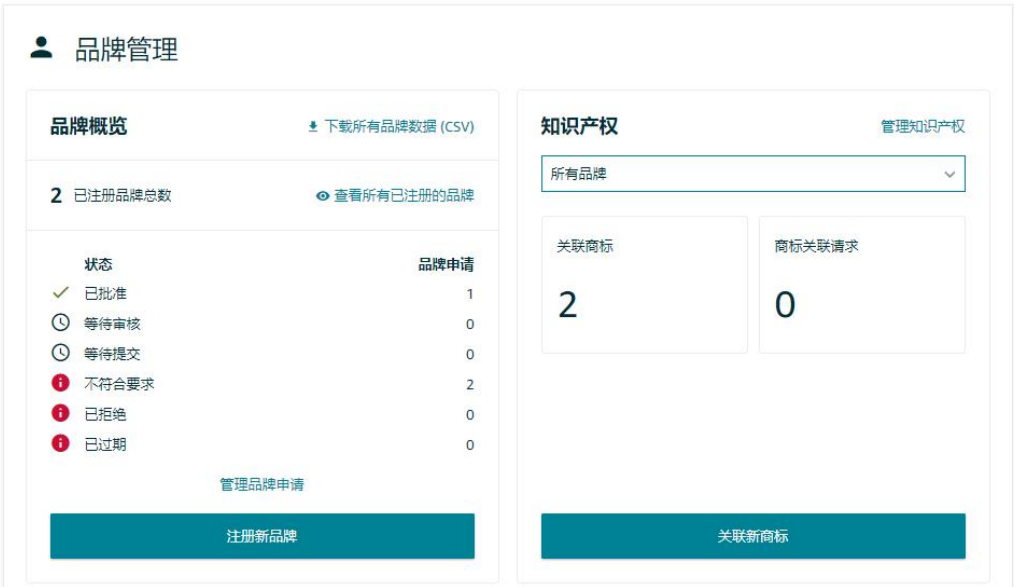 品牌管理
品牌概览
下载所有品牌数据 (CSV)
2 已注册品牌总数
查看所有已注册的品牌
状态 品牌申请
已批准 1
等待审核 0
等待提交 0
不符合要求 2
已拒绝 0
已过期 0
管理品牌申请
注册新品牌
知识产权
管理知识产权
所有品牌
关联商标
2
商标关联请求
0
关联新商标